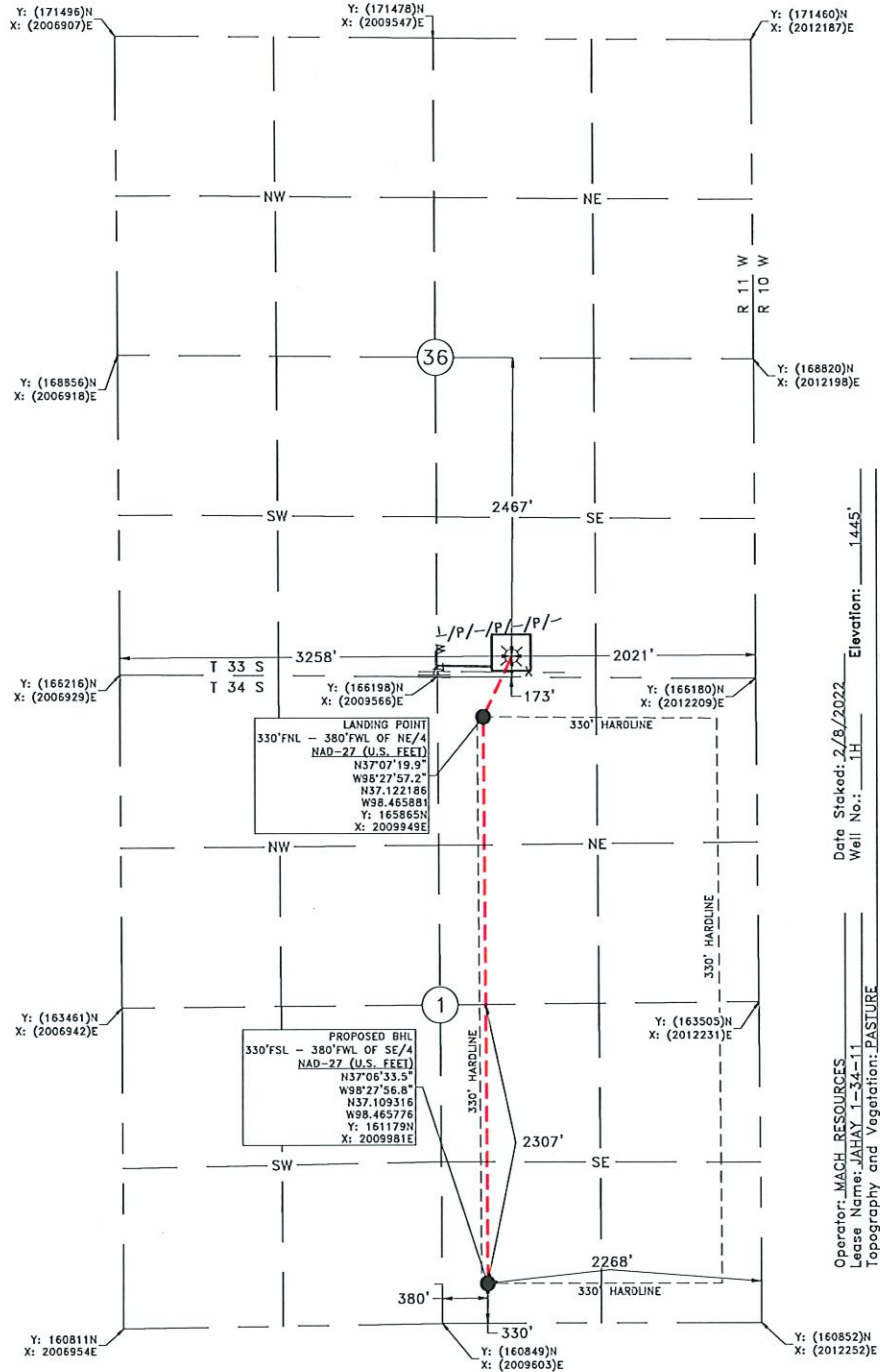 Y: (171496)N
X: (2006907)E
Y: (171478)N
X: (2009547)E
Y: (171460)N
X: (2012187)E
NW
NE
R 11 W
R 10 W
36
Y: (168856)N
X: (2006918)E
Y: (168820)N
X: (2012198)E
2467'
SW
SE
-/P/-/P/-/P/-
3258'
2021'
T 33 S
T 34 S
173'
Y: (166216)N
X: (2006929)E
Y: (166198)N
X: (2009566)E
Y: (166180)N
X: (2012209)E
LANDING POINT
330'FNL - 380'FWL OF NE/4
NAD-27 (U.S. FEET)
N37°07'19.9"
W98°27'57.2"
N37.122186
W98.465881
Y: 165865N
X: 2009949E
330' HARDLINE
NW
NE
330' HARDLINE
1
Y: (163461)N
X: (2006942)E
Y: (163505)N
X: (2012231)E
PROPOSED BHL
330'FSL - 380'FWL OF SE/4
NAD-27 (U.S. FEET)
N37°06'33.5"
W98°27'56.8"
N37.109316
W98.465776
Y: 161179N
X: 2009981E
330' HARDLINE
2307'
SW
SE
2268'
380'
330' HARDLINE
330'
Y: 160811N
X: 2006954E
Y: (160849)N
X: (2009603)E
Y: (160852)N
X: (2012252)E
Operator: MACH RESOURCES
Date Staked: 2/8/2022
Lease Name: JAHAY 1-34-11
Well No.: 1H
Elevation: 1445'
Topography and Vegetation: PASTURE